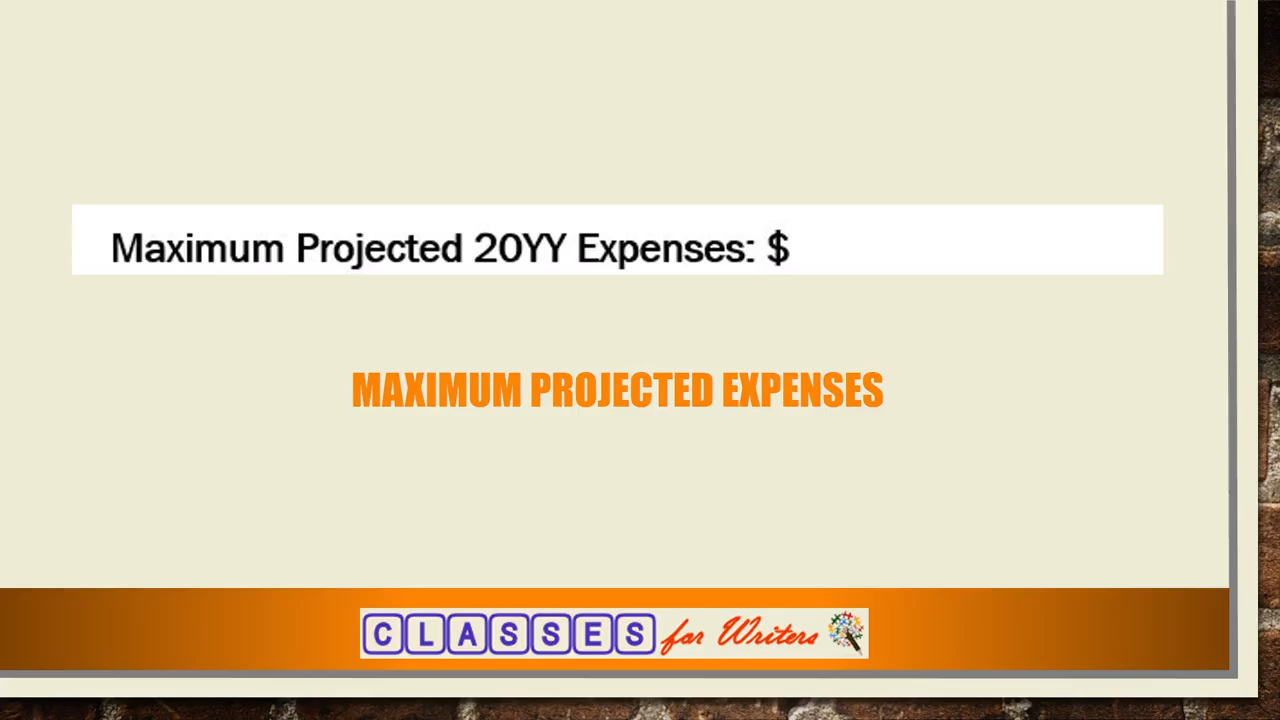 Maximum Projected 20YY Expenses: $
MAXIMUM PROJECTED EXPENSES
CLASSES for Writers